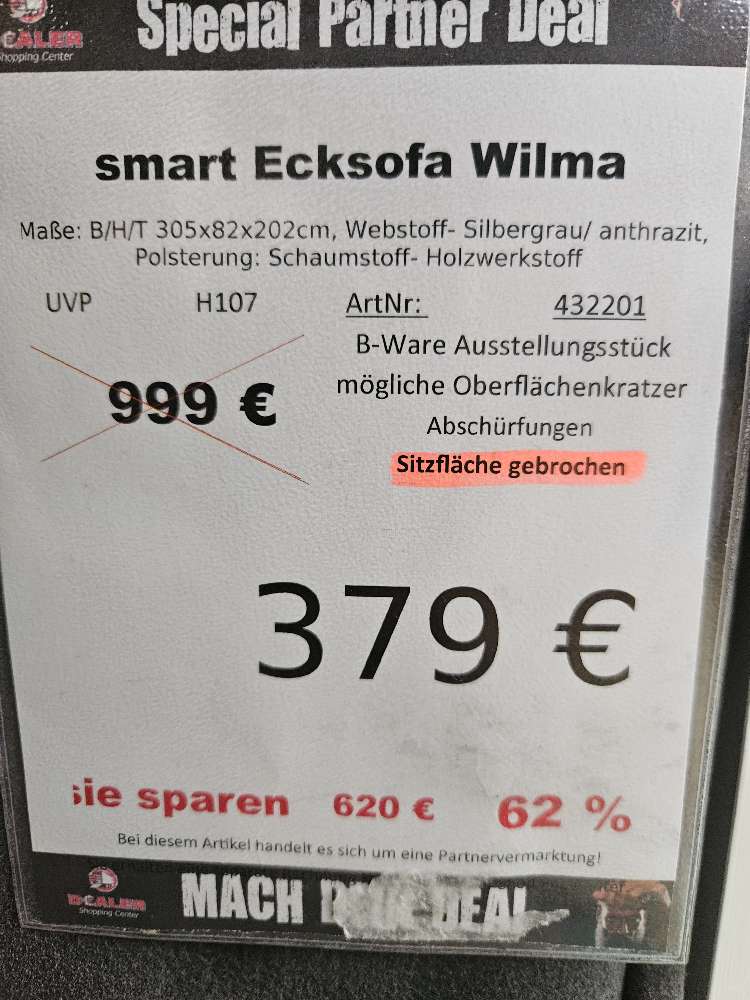 Special Partner Deal
DEALER
Shopping Center
smart Ecksofa Wilma
Maße: B/H/T 305x82x202cm, Webstoff- Silbergrau/ anthrazit,
Polsterung: Schaumstoff- Holzwerkstoff
UVP H107 ArtNr: 432201
B-Ware Ausstellungsstück
999 € mögliche Oberflächenkratzer
Abschürfungen
Sitzfläche gebrochen
379 €
sie sparen 620 € 62 %
Bei diesem Artikel handelt es sich um eine Partnervermarktung!
DEALER
Shopping Center
MACH DEAL